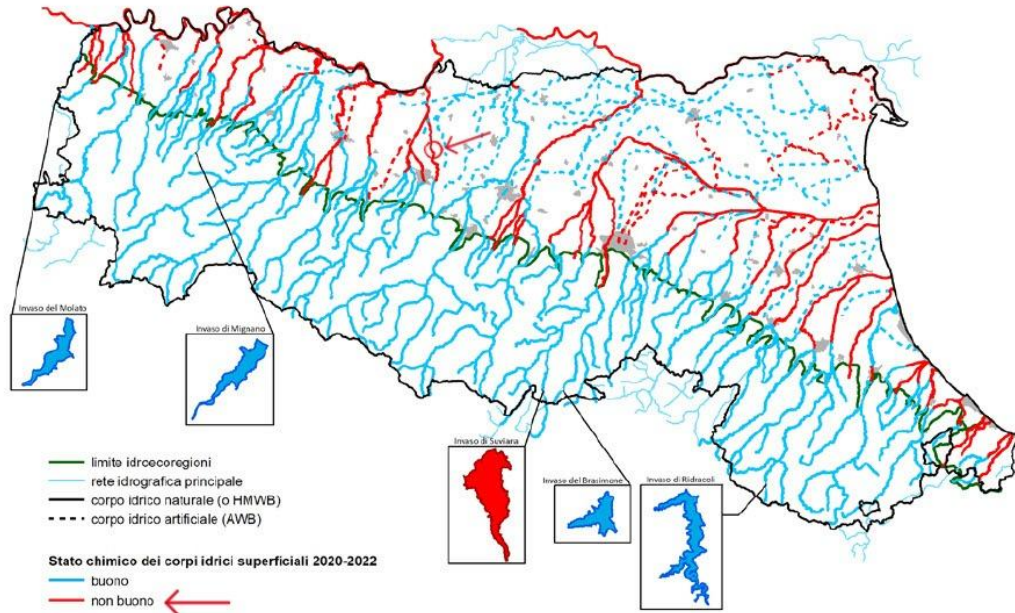 Invaso del Molato
Invaso di Mignano
Invaso di Suviana
Invaso del Brasimone
Invaso di Ridracoli
limite idroecoregioni
rete idrografica principale
corpo idrico naturale (o HMWB)
corpo idrico artificiale (AWB)
Stato chimico dei corpi idrici superficiali 2020-2022
buono
non buono